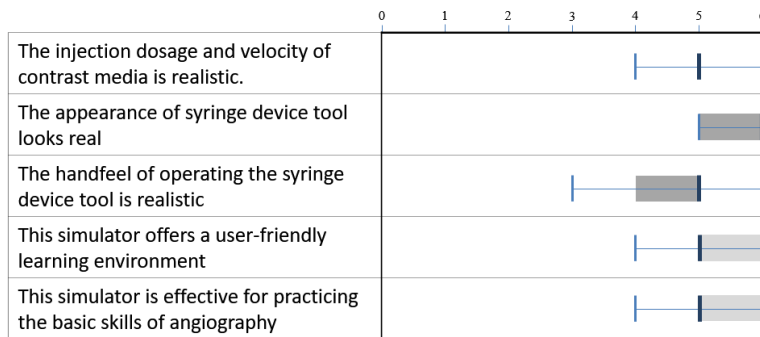 0 1 2 3 4 5
The injection dosage and velocity of
contrast media is realistic.
The appearance of syringe device tool
looks real
The handfeel of operating the syringe
device tool is realistic
This simulator offers a user-friendly
learning environment
This simulator is effective for practicing
the basic skills of angiography